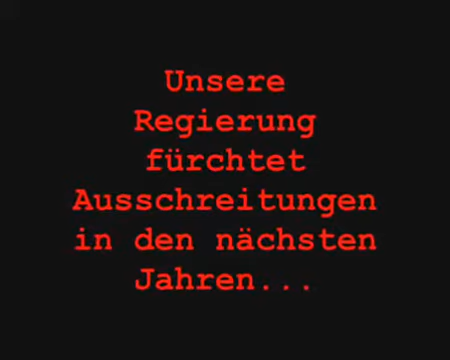 Unsere
Regierung
fürchtet
Ausschreitungen
in den nächsten
Jahren...